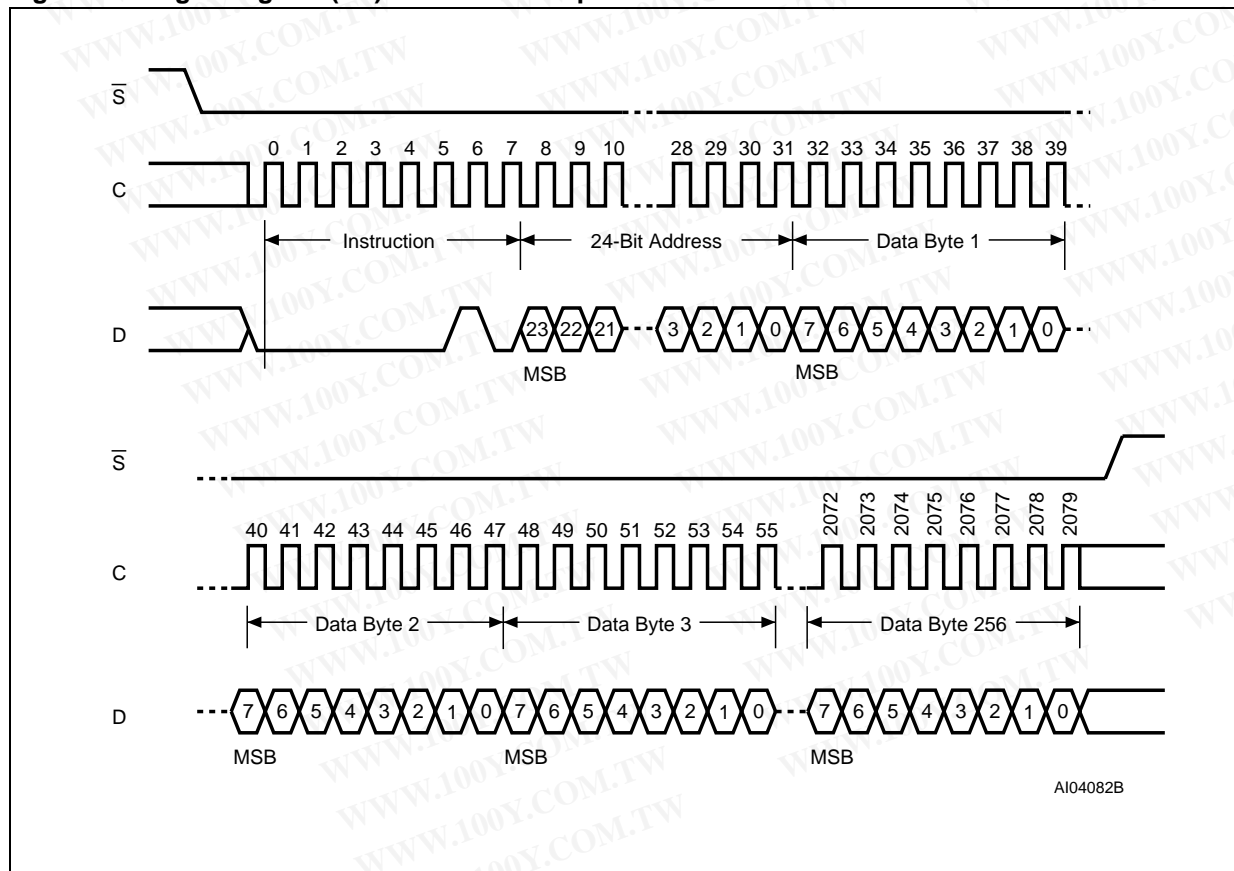 S
0 1 2 3 4 5 6 7 8 9 10 28 29 30 31 32 33 34 35 36 37 38 39
C
Instruction 24-Bit Address Data Byte 1
D 23 22 21 3 2 1 0 7 6 5 4 3 2 1 0
MSB MSB
S
40 41 42 43 44 45 46 47 48 49 50 51 52 53 54 55 2072 2073 2074 2075 2076 2077 2078 2079
C
Data Byte 2 Data Byte 3 Data Byte 256
D 7 6 5 4 3 2 1 0 7 6 5 4 3 2 1 0 7 6 5 4 3 2 1 0
MSB MSB MSB
AI04082B
WWW.100Y.COM.TW